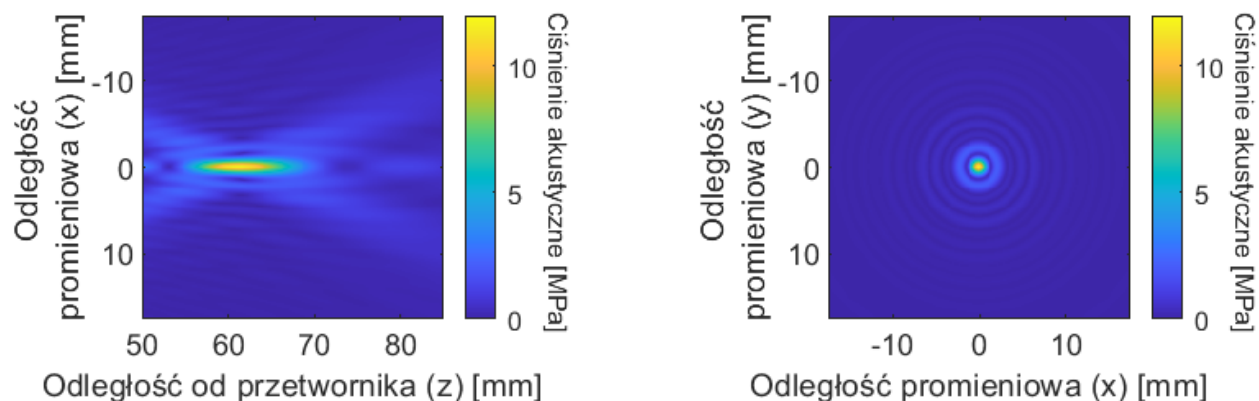 Odległość
promieniowa (x) [mm]
-10
0
10
50
60
70
80
Odległość od przetwornika (z) [mm]
10
5
0
Ciśnienie akustyczne [MPa]
Odległość
promieniowa (y) [mm]
-10
0
10
-10
0
10
Odległość promieniowa (x) [mm]
10
5
0
Ciśnienie akustyczne [MPa]